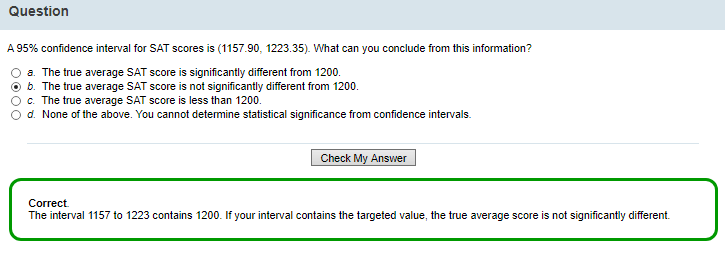 Question
A 95% confidence interval for SAT scores is (1157.90, 1223.35). What can you conclude from this information?
a. The true average SAT score is significantly different from 1200.
b. The true average SAT score is not significantly different from 1200.
c. The true average SAT score is less than 1200.
d. None of the above. You cannot determine statistical significance from confidence intervals.
Check My Answer
Correct.
The interval 1157 to 1223 contains 1200. If your interval contains the targeted value, the true average score is not significantly different.